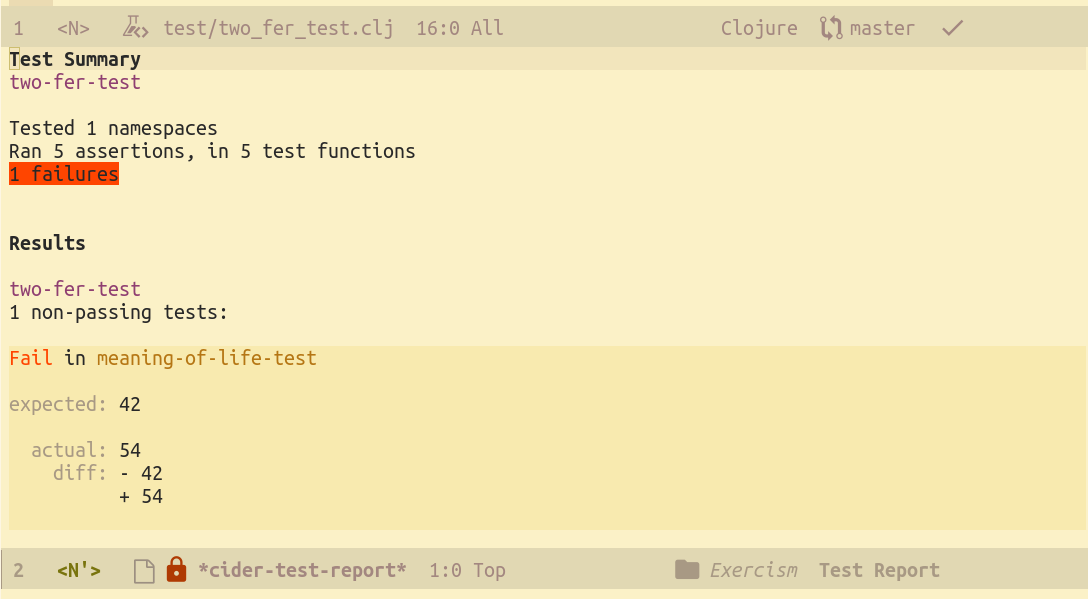 1 <N> test/two_fer_test.clj 16:0 All Clojure master
Test Summary
two-fer-test
Tested 1 namespaces
Ran 5 assertions, in 5 test functions
1 failures
Results
two-fer-test
1 non-passing tests:
Fail in meaning-of-life-test
expected: 42
actual: 54
diff: - 42
+ 54
2 <N'> *cider-test-report* 1:0 Top Exercism Test Report